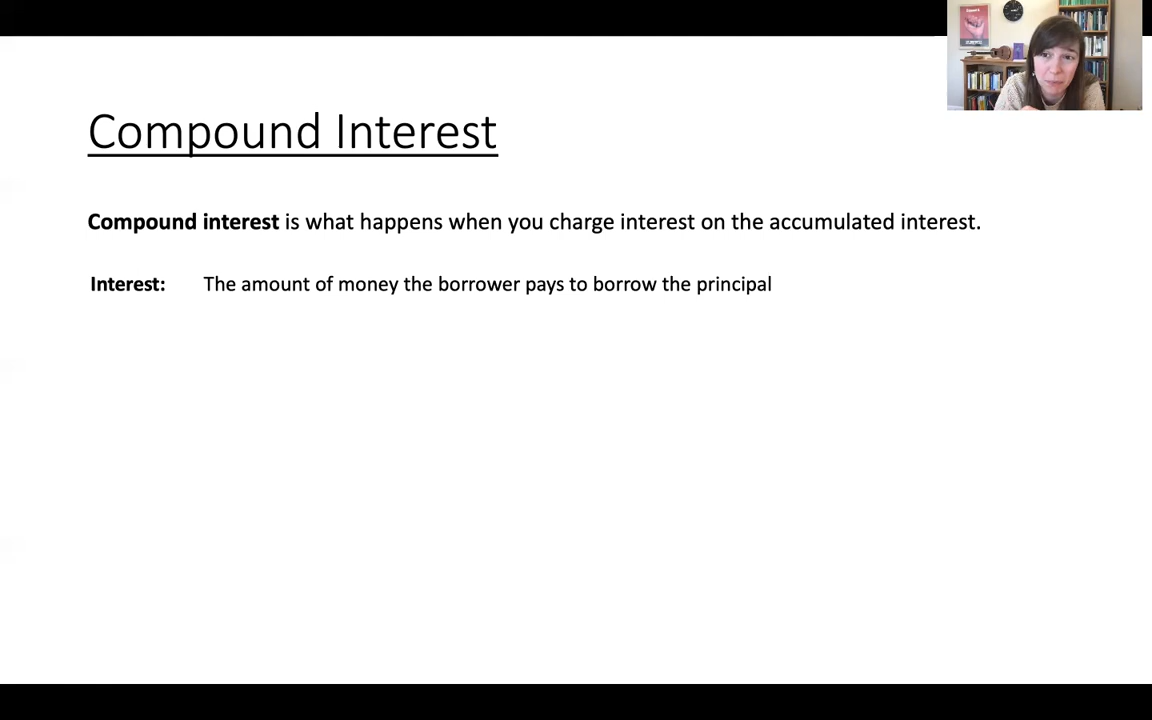 Compound Interest
Compound interest is what happens when you charge interest on the accumulated interest.
Interest: The amount of money the borrower pays to borrow the principal